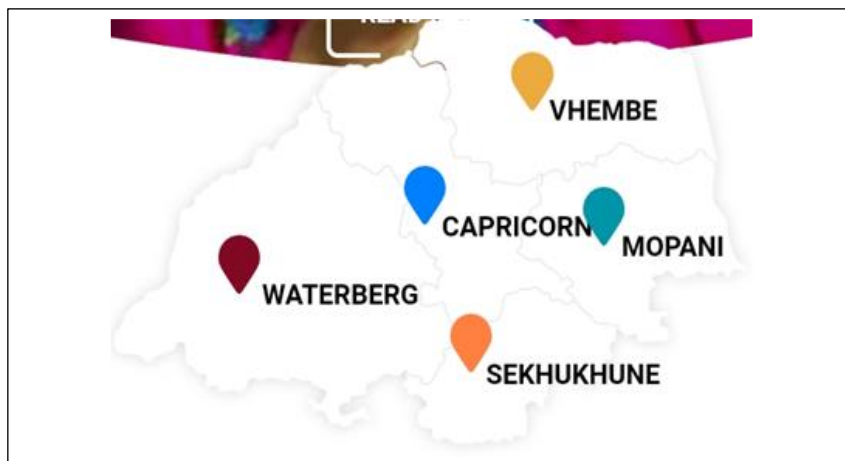 VHEMBE
CAPRICORN
MOPANI
WATERBERG
SEKHUKHUNE